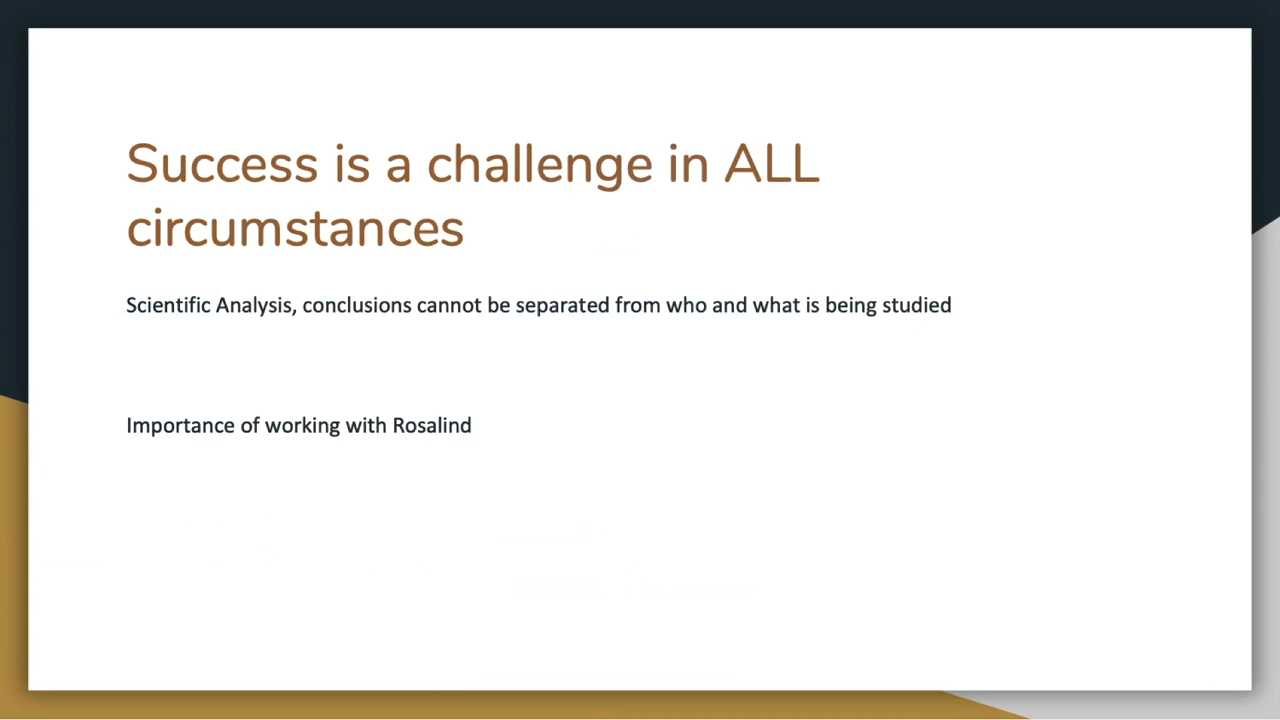 Success is a challenge in ALL
circumstances
Scientific Analysis, conclusions cannot be separated from who and what is being studied
Importance of working with Rosalind